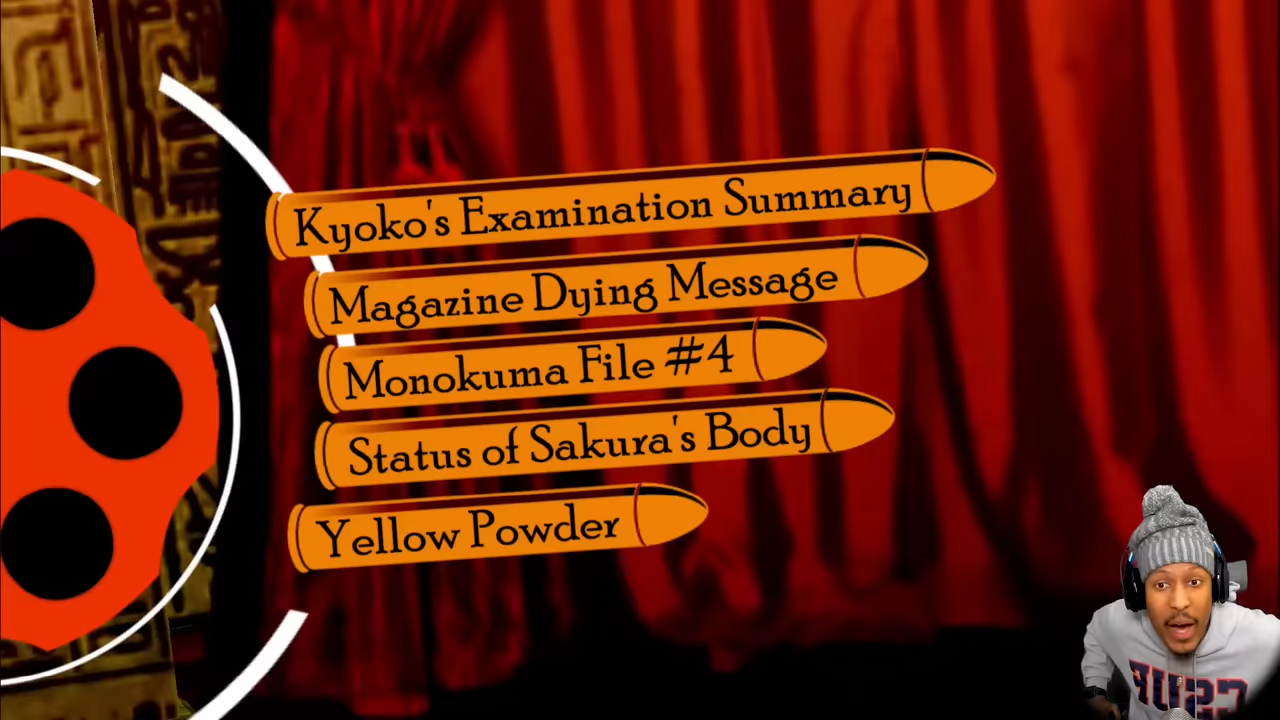 Kyoko's Examination Summary
Magazine Dying Message
Monokuma File #4
Status of Sakura's Body
Yellow Powder